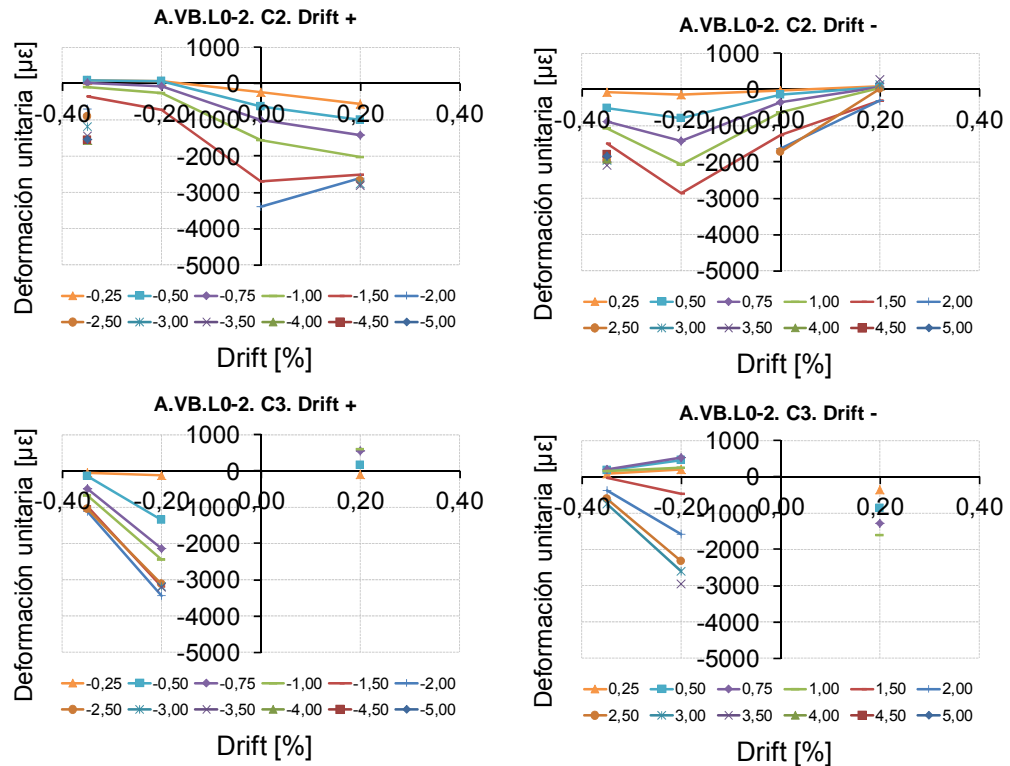 A.VB.L0-2. C2. Drift +
Deformación unitaria [µε]
1000
0
-1000
-2000
-3000
-4000
-5000
-0,40 -0,20 0,00 0,20 0,40
-0,25 -0,50 -0,75 -1,00 -1,50 -2,00
-2,50 -3,00 -3,50 -4,00 -4,50 -5,00
Drift [%]
A.VB.L0-2. C2. Drift -
Deformación unitaria [µε]
1000
0
-1000
-2000
-3000
-4000
-5000
-0,40 -0,20 0,00 0,20 0,40
0,25 0,50 0,75 1,00 1,50 2,00
2,50 3,00 3,50 4,00 4,50 5,00
Drift [%]
A.VB.L0-2. C3. Drift +
Deformación unitaria [µε]
1000
0
-1000
-2000
-3000
-4000
-5000
-0,40 -0,20 0,00 0,20 0,40
-0,25 -0,50 -0,75 -1,00 -1,50 -2,00
-2,50 -3,00 -3,50 -4,00 -4,50 -5,00
Drift [%]
A.VB.L0-2. C3. Drift -
Deformación unitaria [µε]
1000
0
-1000
-2000
-3000
-4000
-5000
-0,40 -0,20 0,00 0,20 0,40
0,25 0,50 0,75 1,00 1,50 2,00
2,50 3,00 3,50 4,00 4,50 5,00
Drift [%]